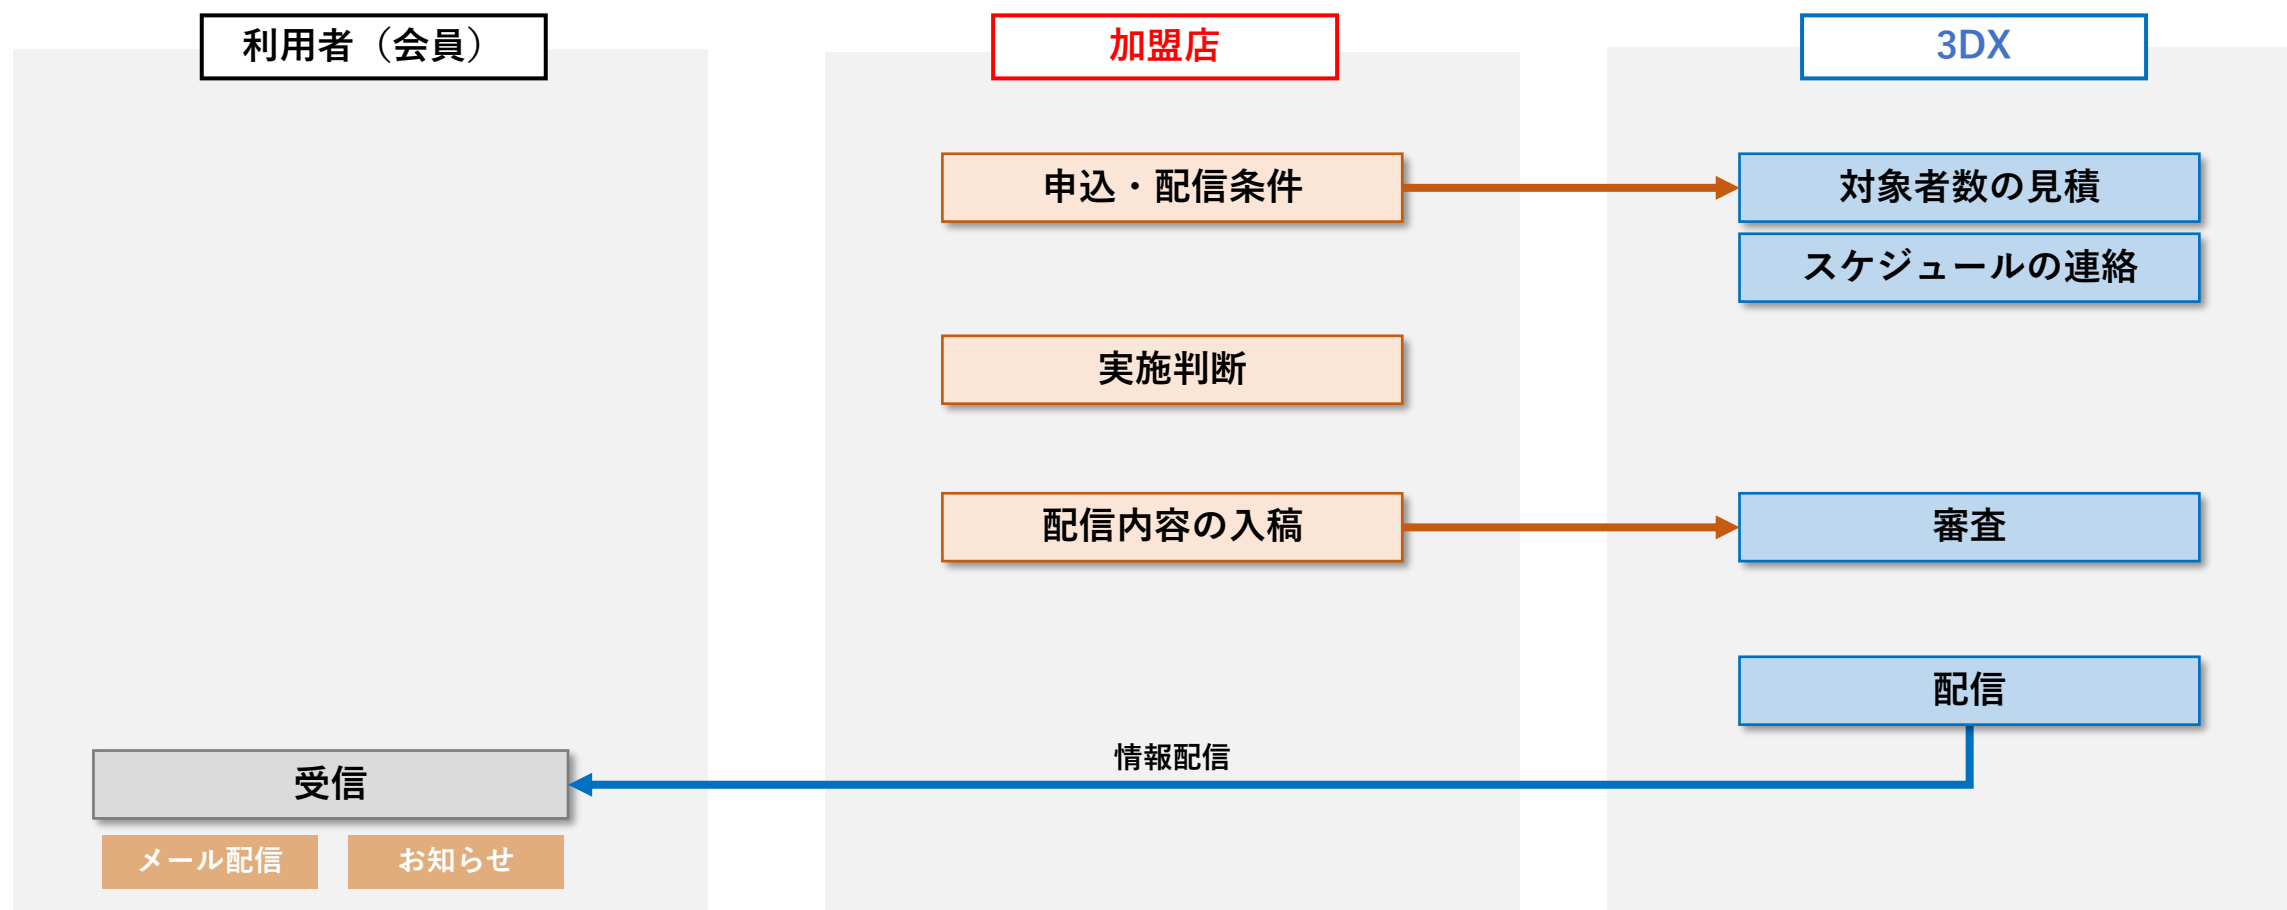 利用者（会員）
加盟店
3DX
申込・配信条件
対象者数の見積
スケジュールの連絡
実施判断
配信内容の入稿
審査
配信
情報配信
受信
メール配信
お知らせ